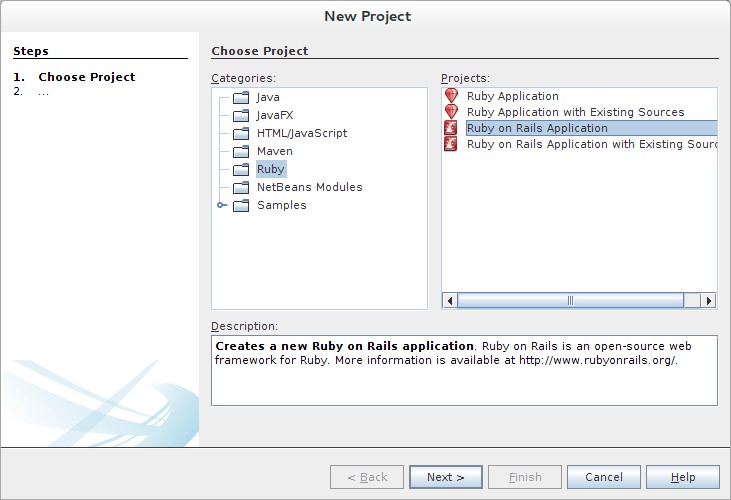 New Project
Steps
1. Choose Project
2. ...
Choose Project
Categories:
Java
JavaFX
HTML/JavaScript
Maven
Ruby
NetBeans Modules
Samples
Projects:
Ruby Application
Ruby Application with Existing Sources
Ruby on Rails Application
Ruby on Rails Application with Existing Sourc
Description:
Creates a new Ruby on Rails application. Ruby on Rails is an open-source web
framework for Ruby. More information is available at http://www.rubyonrails.org/.
< Back
Next >
Finish
Cancel
Help